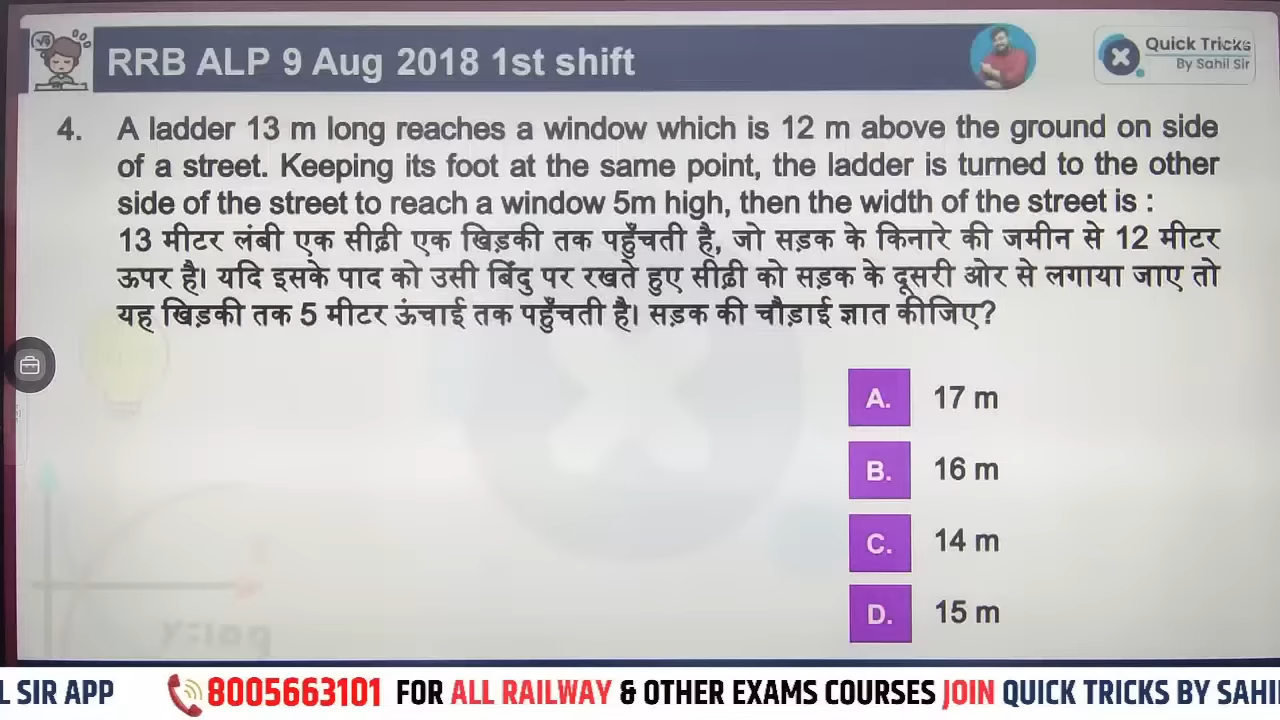 √6
RRB ALP 9 Aug 2018 1st shift
Quick Tricks
By Sahil Sir
4. A ladder 13 m long reaches a window which is 12 m above the ground on side
of a street. Keeping its foot at the same point, the ladder is turned to the other
side of the street to reach a window 5m high, then the width of the street is :
13 मीटर लंबी एक सीढ़ी एक खिड़की तक पहुँचती है, जो सड़क के किनारे की जमीन से 12 मीटर
ऊपर है। यदि इसके पाद को उसी बिंदु पर रखते हुए सीढ़ी को सड़क के दूसरी ओर से लगाया जाए तो
यह खिड़की तक 5 मीटर ऊंचाई तक पहुँचती है। सड़क की चौड़ाई ज्ञात कीजिए?
A. 17 m
B. 16 m
C. 14 m
D. 15 m
L SIR APP 8005663101 FOR ALL RAILWAY & OTHER EXAMS COURSES JOIN QUICK TRICKS BY SAHI